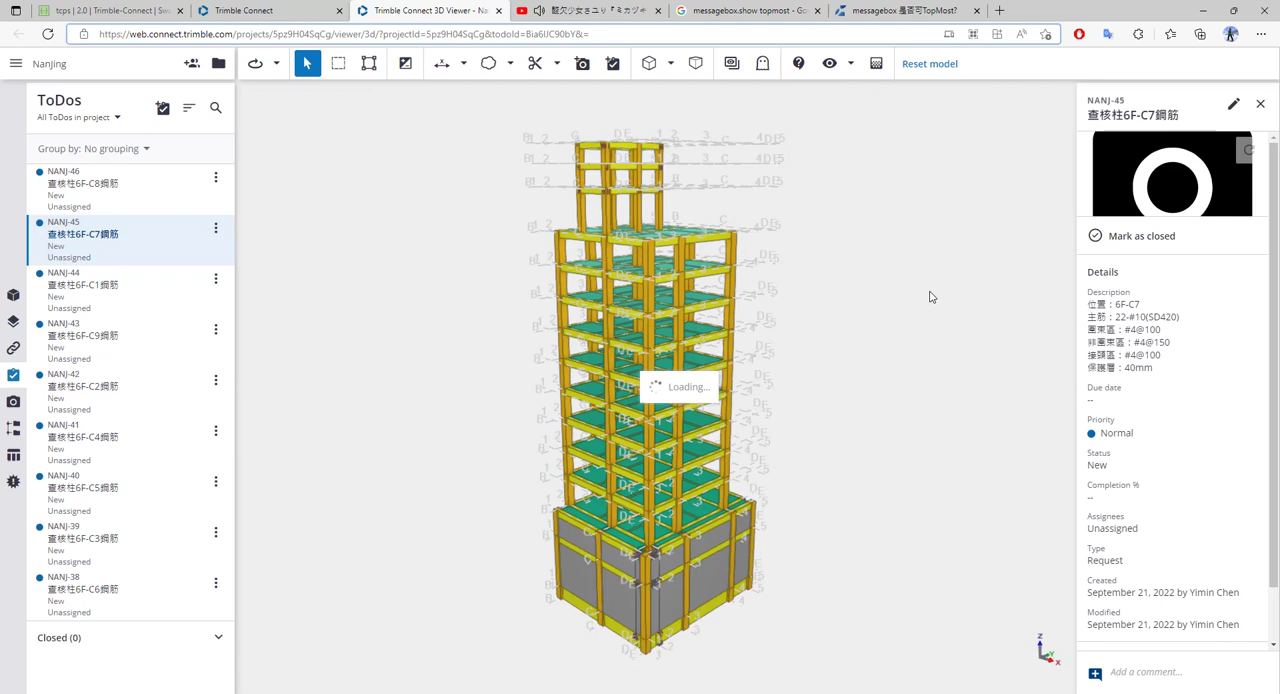 tcps | 2.0 | Trimble-Connect | Sw
Trimble Connect
Trimble Connect 3D Viewer - Na
messagebox.show topmost - Go
messagebox 是否可TopMost?
https://web.connect.trimble.com/projects/5pz9H04SqCg/viewer/3d/?projectId=5pz9H04SqCg&todoId=Bia6lJC90bY&=
NanJing
Reset model
ToDos
All ToDos in project
Group by: No grouping
NANJ-46
查核柱6F-C8鋼筋
New
Unassigned
NANJ-45
查核柱6F-C7鋼筋
New
Unassigned
NANJ-44
查核柱6F-C1鋼筋
New
Unassigned
NANJ-43
查核柱6F-C9鋼筋
New
Unassigned
NANJ-42
查核柱6F-C2鋼筋
New
Unassigned
NANJ-41
查核柱6F-C4鋼筋
New
Unassigned
NANJ-40
查核柱6F-C5鋼筋
New
Unassigned
NANJ-39
查核柱6F-C3鋼筋
New
Unassigned
NANJ-38
查核柱6F-C6鋼筋
New
Unassigned
Closed (0)
Loading...
NANJ-45
查核柱6F-C7鋼筋
Mark as closed
Details
Description
位置：6F-C7
主筋：22-#10(SD420)
圍束區：#4@100
非圍束區：#4@150
接頭區：#4@100
保護層：40mm
Due date
--
Priority
Normal
Status
New
Completion %
--
Assignees
Unassigned
Type
Request
Created
September 21, 2022 by Yimin Chen
Modified
September 21, 2022 by Yimin Chen
Add a comment...